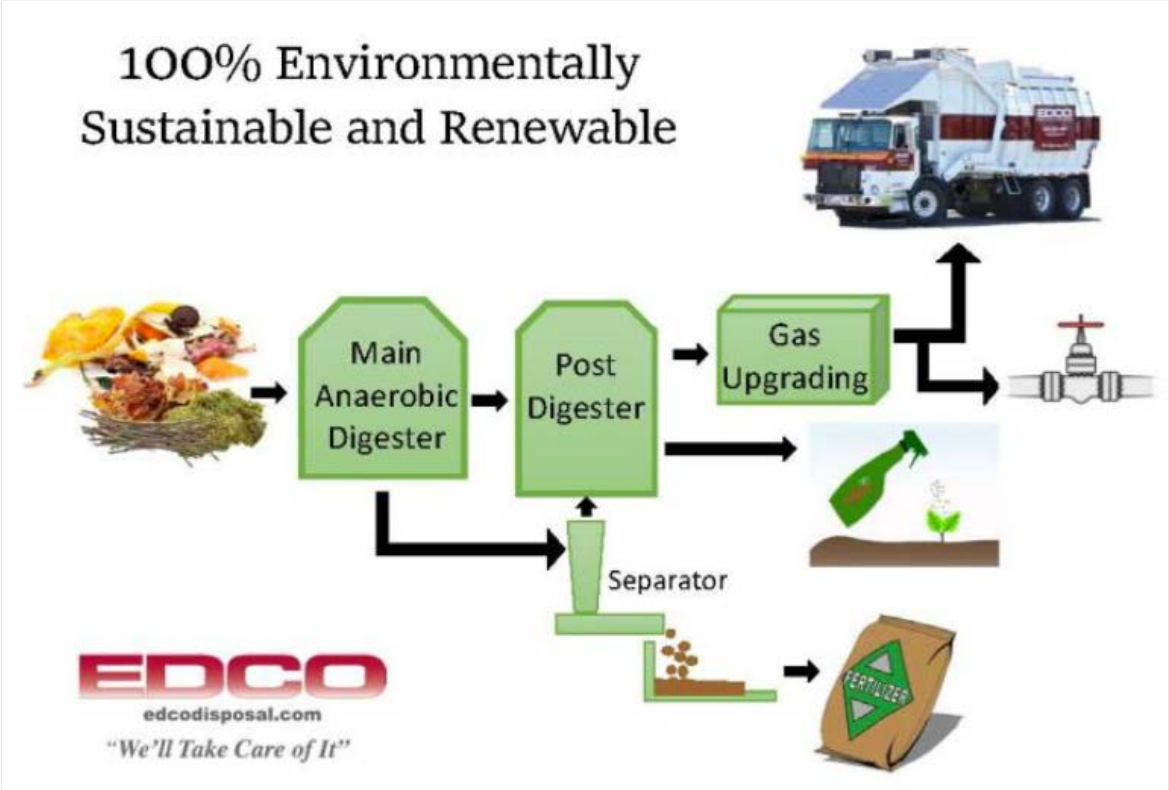 100% Environmentally
Sustainable and Renewable
EDCO
Main
Anaerobic
Digester
Post
Digester
Gas
Upgrading
Separator
FERTILIZER
EDCO
edcodisposal.com
"We'll Take Care of It"